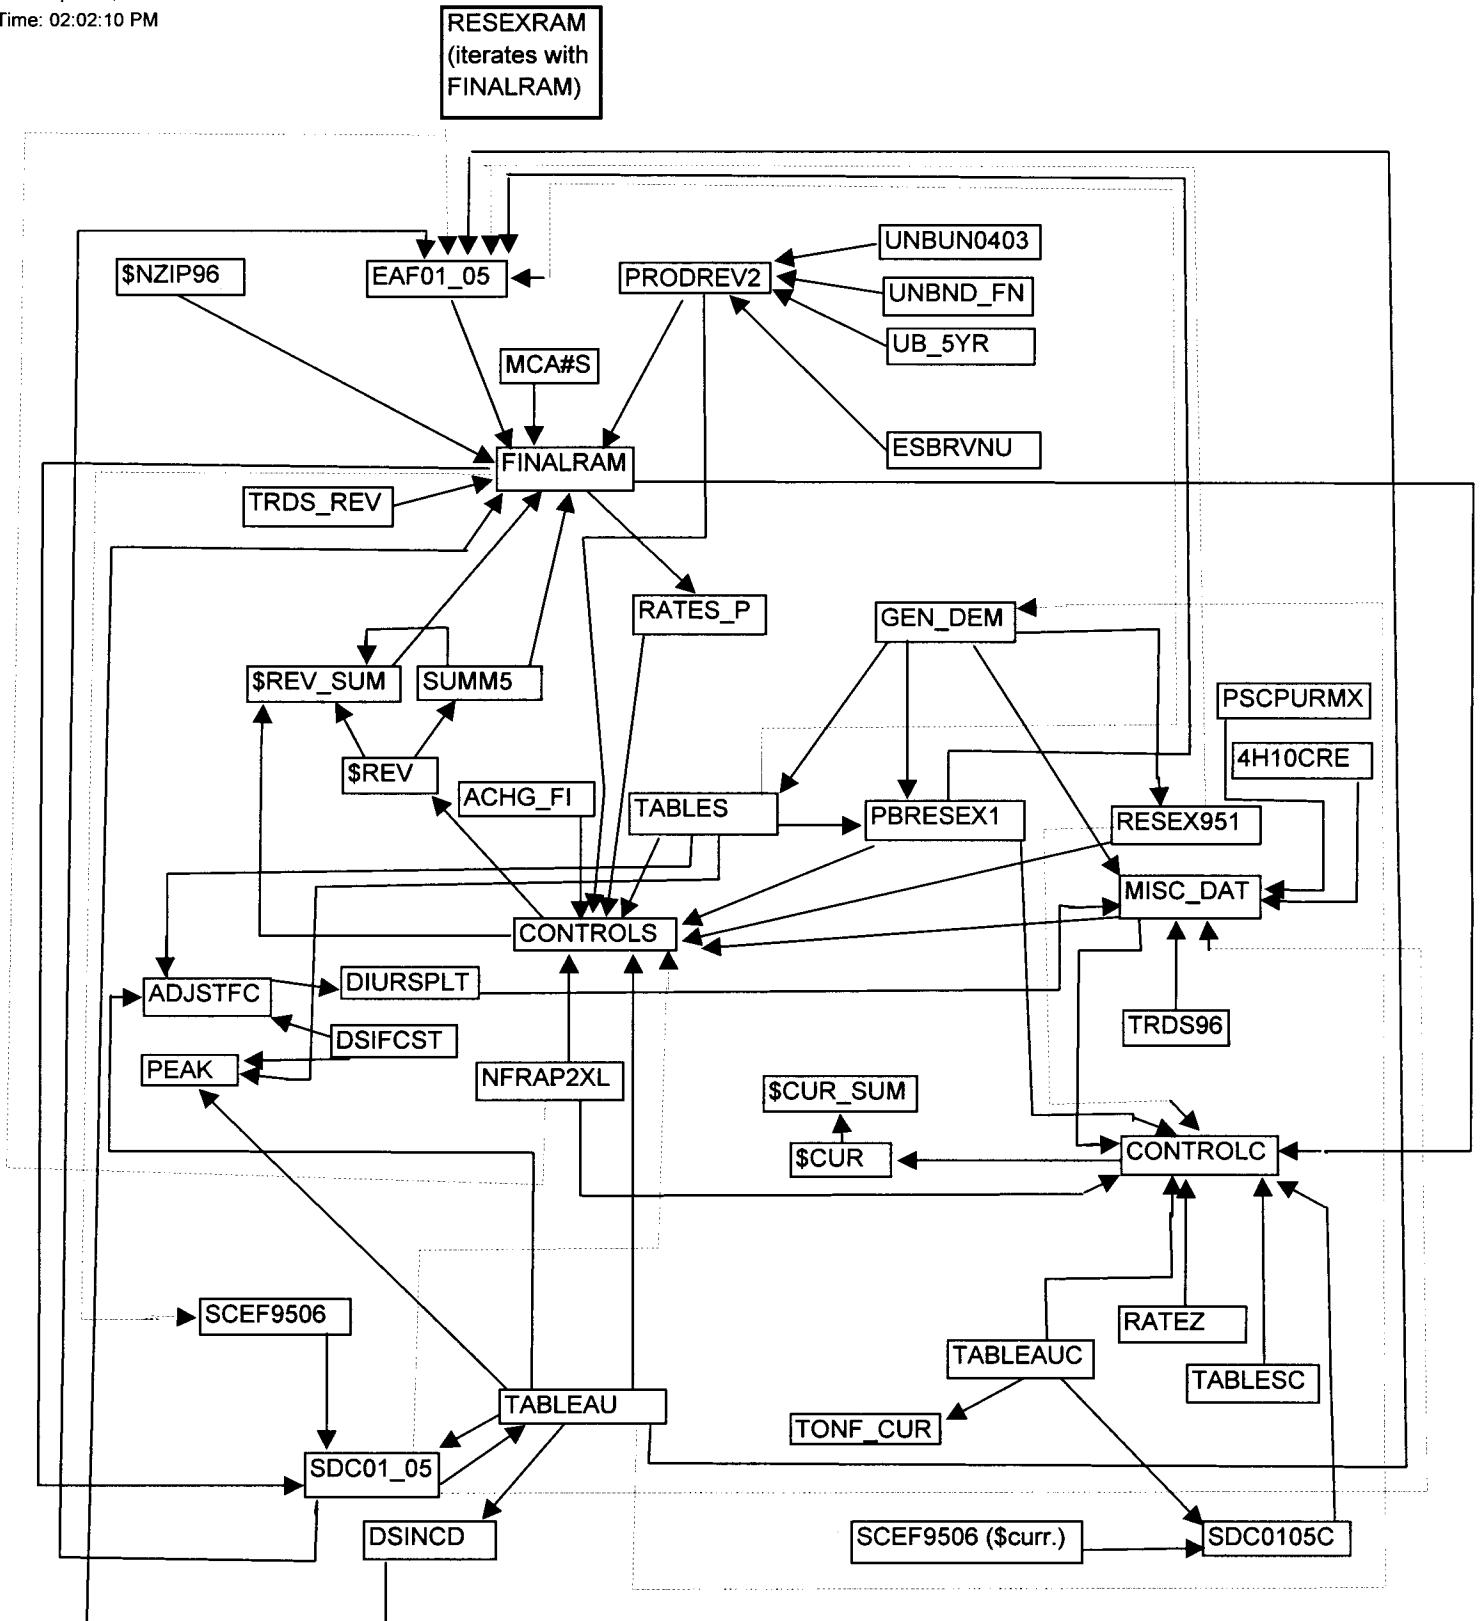 Time: 02:02:10 PM
RESEXRAM
(iterates with
FINALRAM)
UNBUN0403
$NZIP96
EAF01_05
PRODREV2
UNBND_FN
UB_5YR
MCA#S
ESBRVNU
FINALRAM
TRDS_REV
RATES_P
GEN_DEM
$REV_SUM
SUMM5
PSCPURMX
4H10CRE
$REV
ACHG_FI
TABLES
PBRESEX1
RESEX951
MISC_DAT
CONTROLS
ADJSTFC
DIURSPLT
TRDS96
DSIFCST
PEAK
NFRAP2XL
$CUR_SUM
$CUR
CONTROLC
SCEF9506
RATEZ
TABLEAUC
TABLESC
TABLEAU
TONF_CUR
SDC01_05
DSINCD
SCEF9506 ($curr.)
SDC0105C